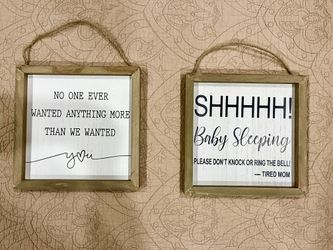 NO ONE EVER
WANTED ANYTHING MORE
THAN WE WANTED
you
SHHHHH!
Baby Sleeping
PLEASE DON'T KNOCK OR RING THE BELL!
— TIRED MOM